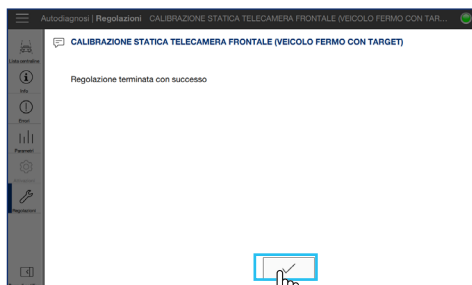 Autodiagnosi | Regolazioni CALIBRAZIONE STATICA TELECAMERA FRONTALE (VEICOLO FERMO CON TAR...
CALIBRAZIONE STATICA TELECAMERA FRONTALE (VEICOLO FERMO CON TARGET)
Lista centraline
Regolazione terminata con successo
Info
Errori
Parametri
Regolazioni